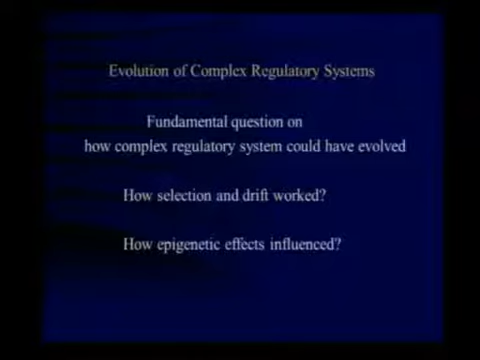 Evolution of Complex Regulatory Systems
Fundamental question on
how complex regulatory system could have evolved
How selection and drift worked?
How epigenetic effects influenced?